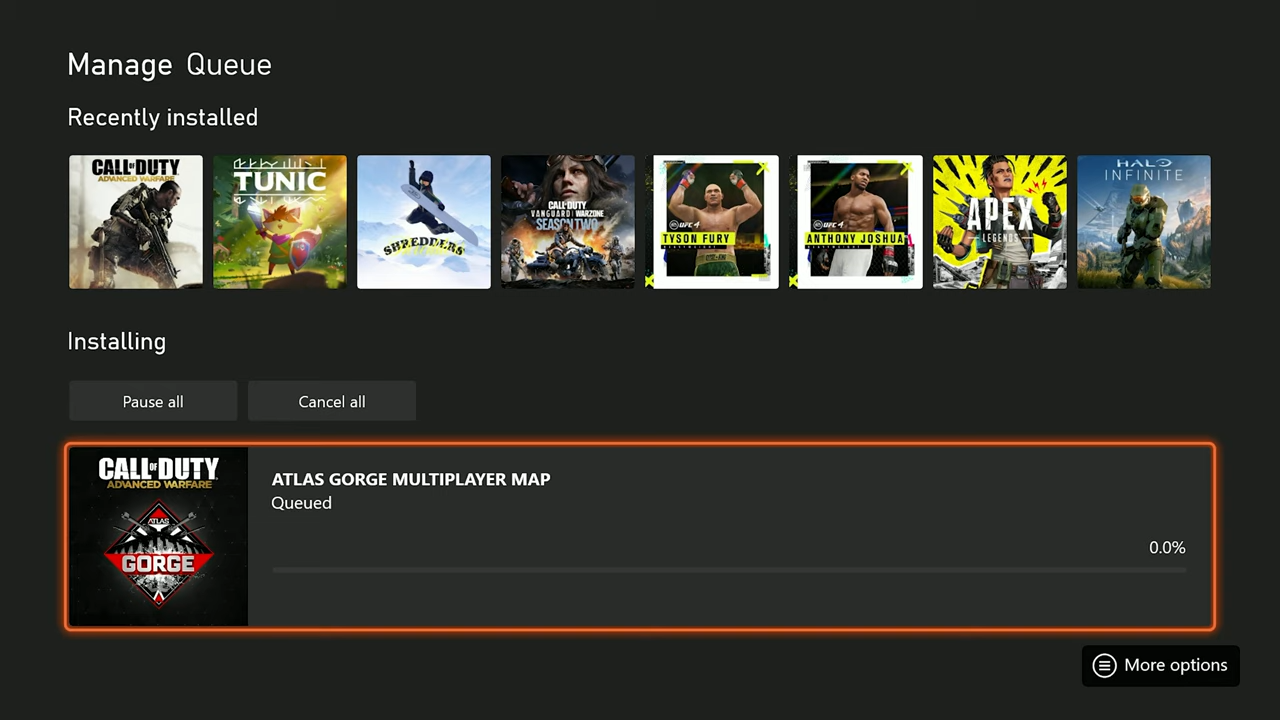 Manage Queue
Recently installed
CALL OF DUTY
ADVANCED WARFARE
TUNIC
SHREDDERS
CALL OF DUTY
VANGUARD WARZONE
SEASON TWO
UFC 4
TYSON FURY
UFC 4
ANTHONY JOSHUA
APEX
LEGENDS
HALO
INFINITE
Installing
Pause all
Cancel all
CALL OF DUTY
ADVANCED WARFARE
ATLAS
GORGE
ATLAS GORGE MULTIPLAYER MAP
Queued
0.0%
More options